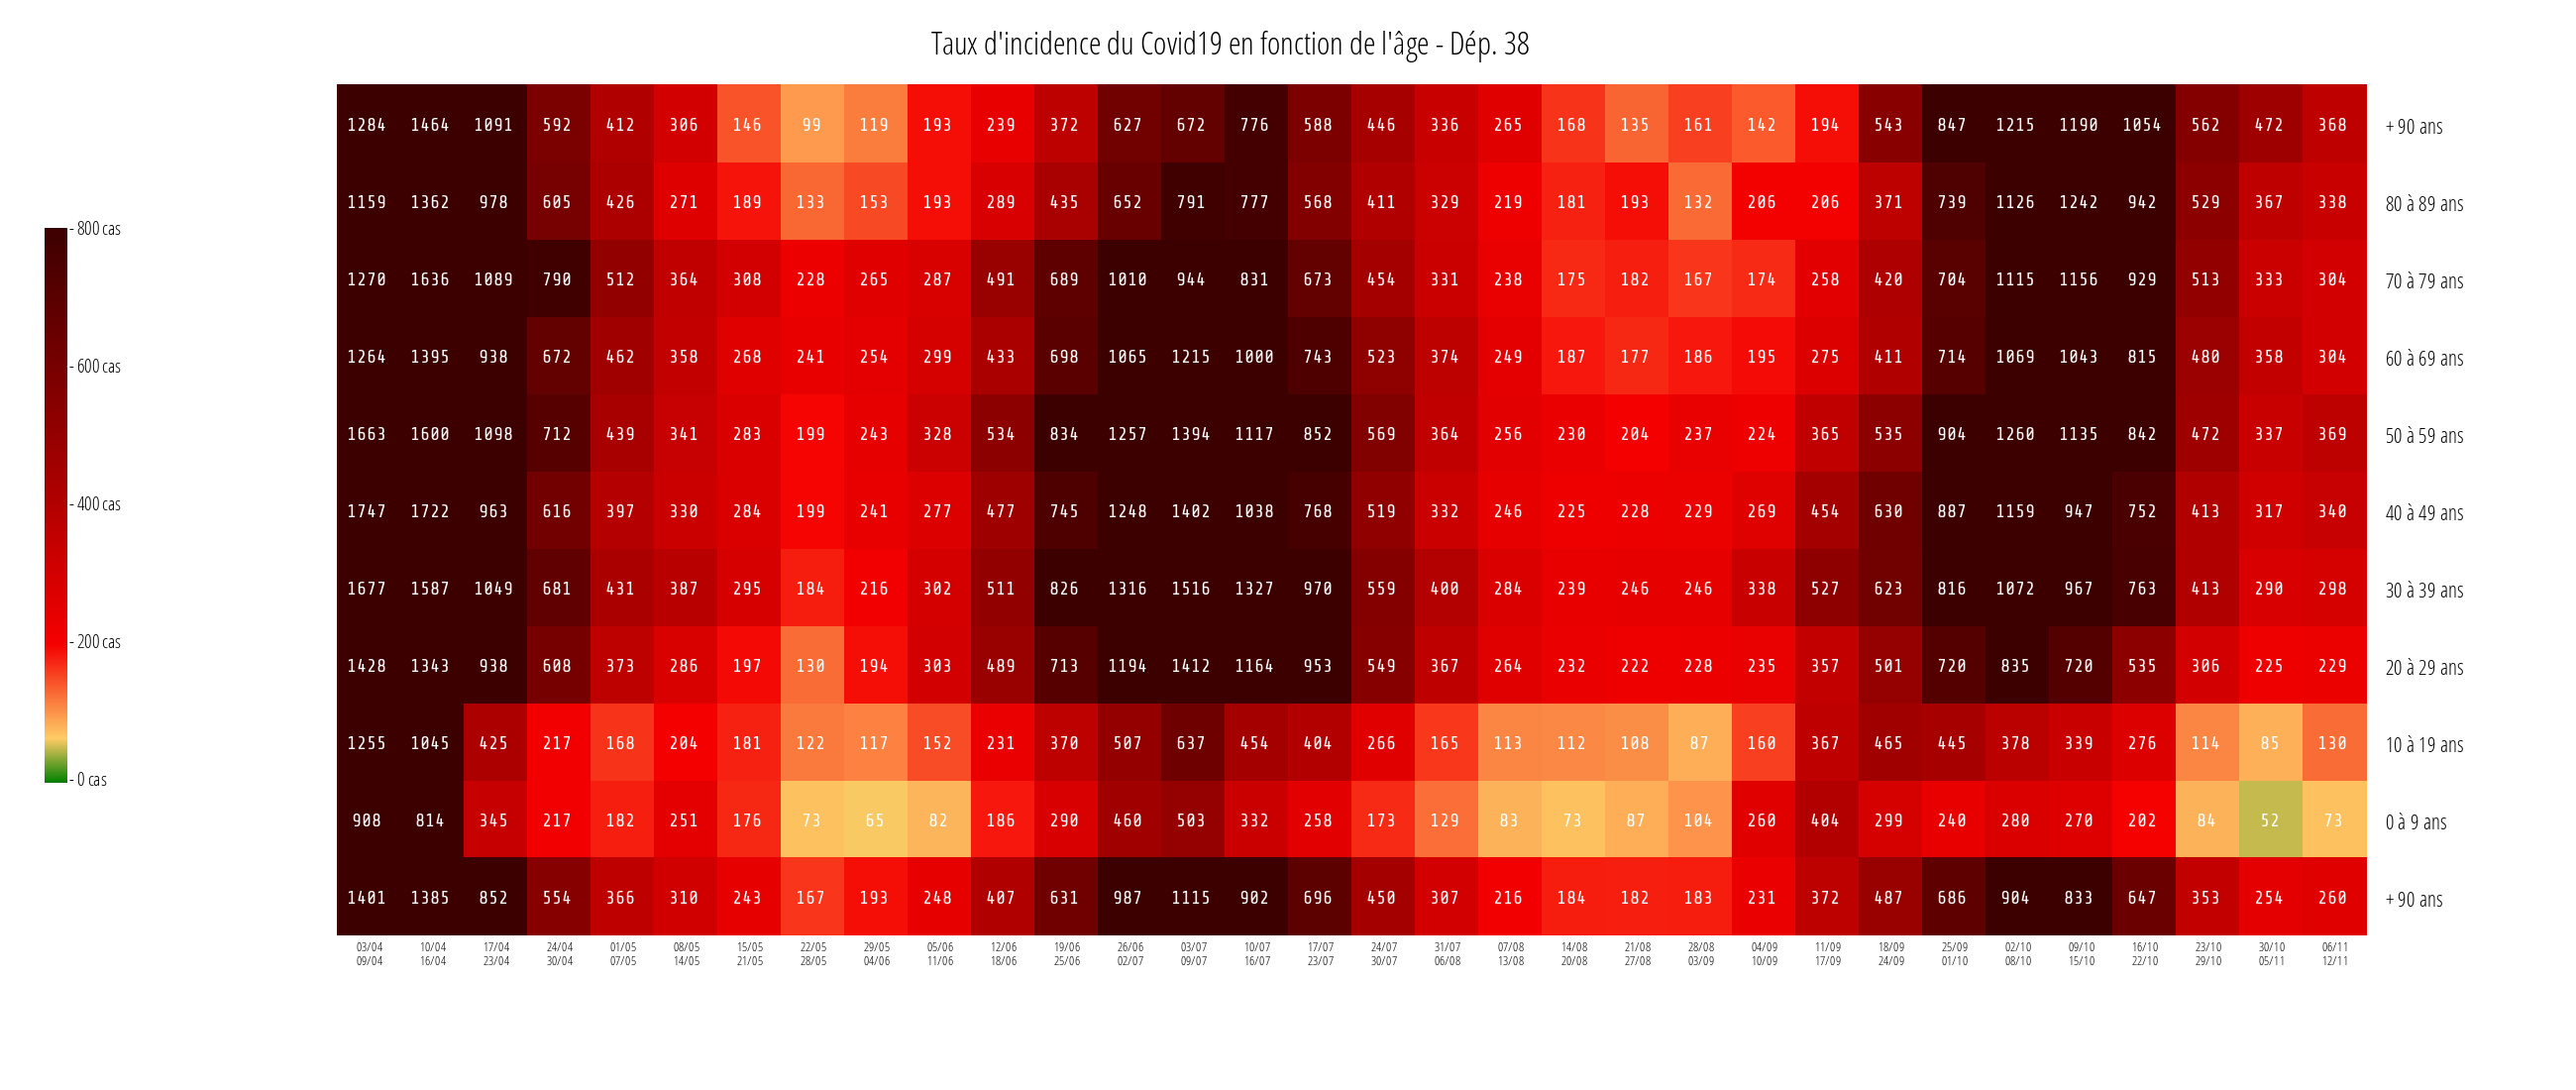 Taux d'incidence du Covid19 en fonction de l'âge - Dép. 38
1284 1464 1091 592 412 306 146 99 119 193 239 372 627 672 776 588 446 336 265 168 135 161 142 194 543 847 1215 1190 1054 562 472 368 + 90 ans
1159 1362 978 605 426 271 189 133 153 193 289 435 652 791 777 568 411 329 219 181 193 132 206 206 371 739 1126 1242 942 529 367 338 80 à 89 ans
- 800 cas
1270 1636 1089 790 512 364 308 228 265 287 491 689 1010 944 831 673 454 331 238 175 182 167 174 258 420 704 1115 1156 929 513 333 304 70 à 79 ans
1264 1395 938 672 462 358 268 241 254 299 433 698 1065 1215 1000 743 523 374 249 187 177 186 195 275 411 714 1069 1043 815 480 358 304 60 à 69 ans
- 600 cas
1663 1600 1098 712 439 341 283 199 243 328 534 834 1257 1394 1117 852 569 364 256 230 204 237 224 365 535 904 1260 1135 842 472 337 369 50 à 59 ans
- 400 cas
1747 1722 963 616 397 330 284 199 241 277 477 745 1248 1402 1038 768 519 332 246 225 228 229 269 454 630 887 1159 947 752 413 317 340 40 à 49 ans
1677 1587 1049 681 431 387 295 184 216 302 511 826 1316 1516 1327 970 559 400 284 239 246 246 338 527 623 816 1072 967 763 413 290 298 30 à 39 ans
- 200 cas
1428 1343 938 608 373 286 197 130 194 303 489 713 1194 1412 1164 953 549 367 264 232 222 228 235 357 501 720 835 720 535 306 225 229 20 à 29 ans
1255 1045 425 217 168 204 181 122 117 152 231 370 507 637 454 404 266 165 113 112 108 87 160 367 465 445 378 339 276 114 85 130 10 à 19 ans
- 0 cas
908 814 345 217 182 251 176 73 65 82 186 290 460 503 332 258 173 129 83 73 87 104 260 404 299 240 280 270 202 84 52 73 0 à 9 ans
1401 1385 852 554 366 310 243 167 193 248 407 631 987 1115 902 696 450 307 216 184 182 183 231 372 487 686 904 833 647 353 254 260 + 90 ans
03/04 10/04 17/04 24/04 01/05 08/05 15/05 22/05 29/05 05/06 12/06 19/06 26/06 03/07 10/07 17/07 24/07 31/07 07/08 14/08 21/08 28/08 04/09 11/09 18/09 25/09 02/10 09/10 16/10 23/10 30/10 06/11
09/04 16/04 23/04 30/04 07/05 14/05 21/05 28/05 04/06 11/06 18/06 25/06 02/07 09/07 16/07 23/07 30/07 06/08 13/08 20/08 27/08 03/09 10/09 17/09 24/09 01/10 08/10 15/10 22/10 29/10 05/11 12/11